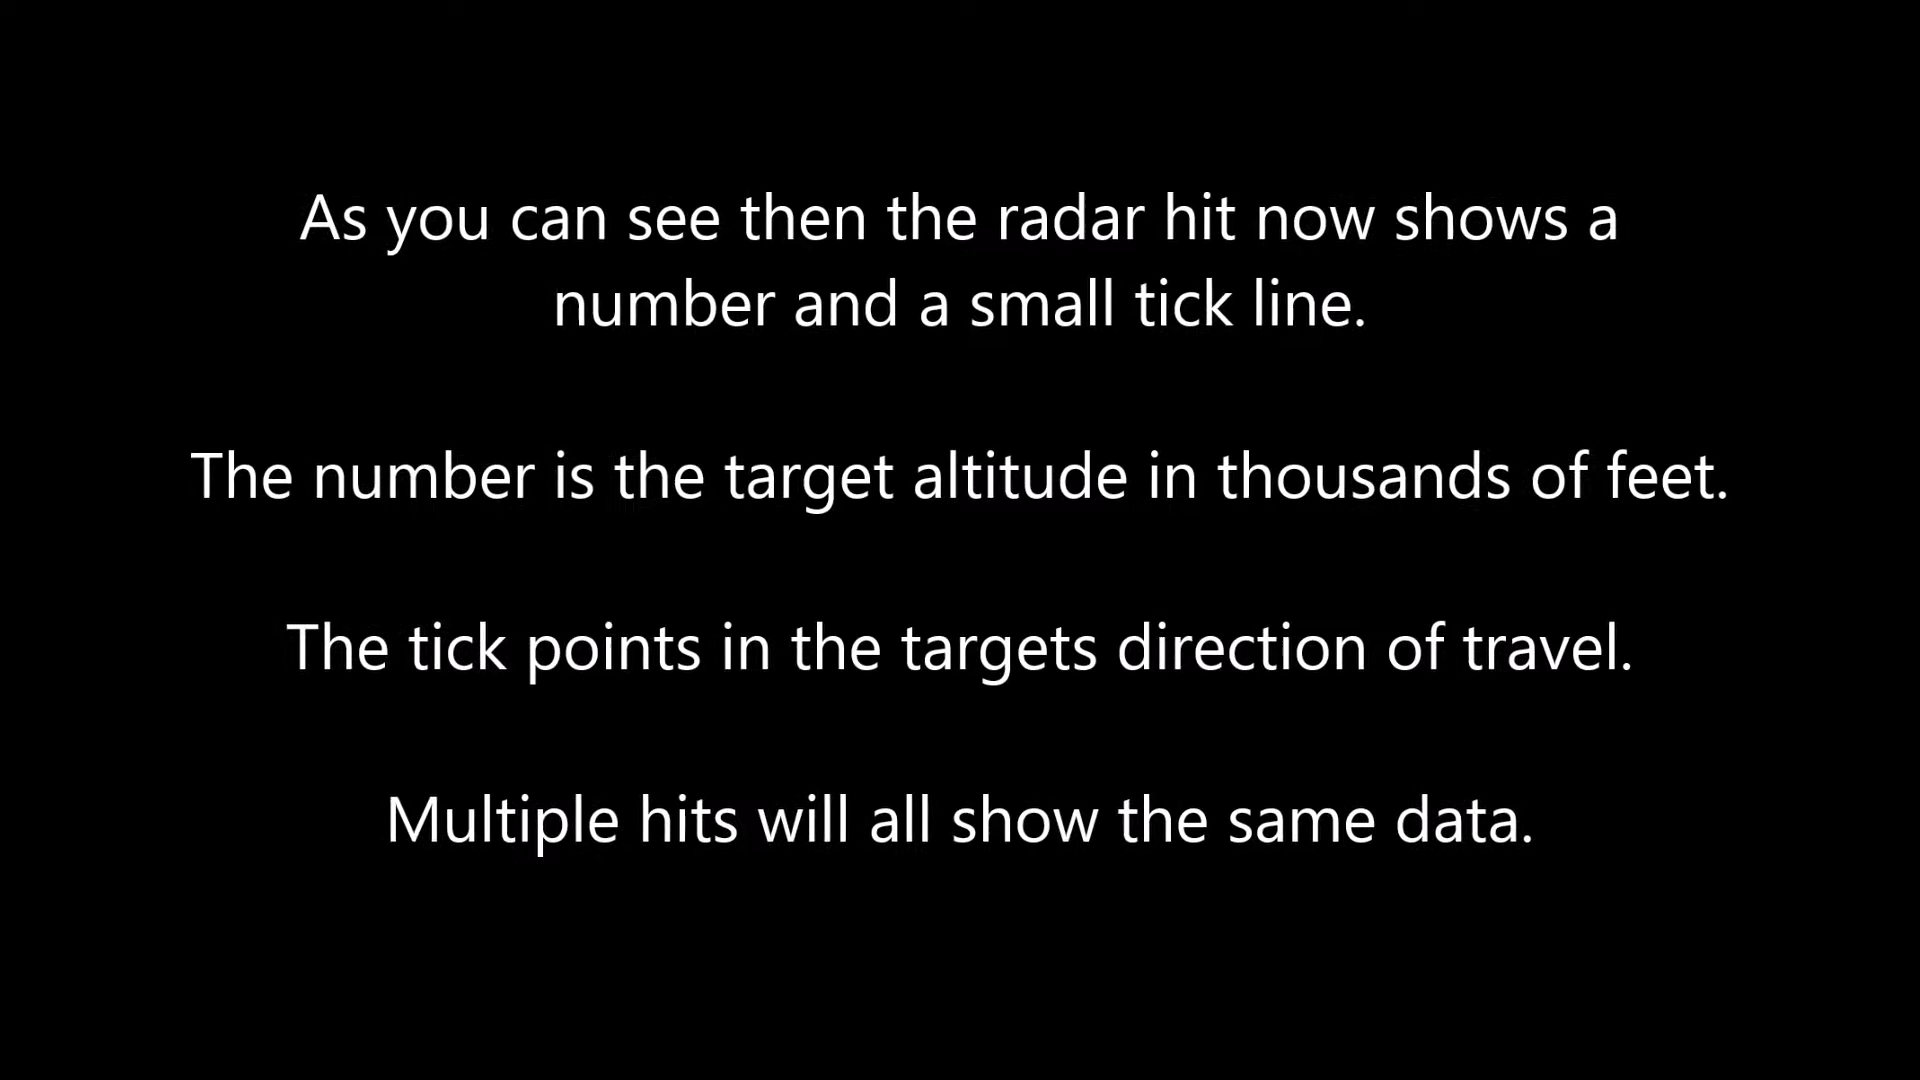 As you can see then the radar hit now shows a
number and a small tick line.
The number is the target altitude in thousands of feet.
The tick points in the targets direction of travel.
Multiple hits will all show the same data.